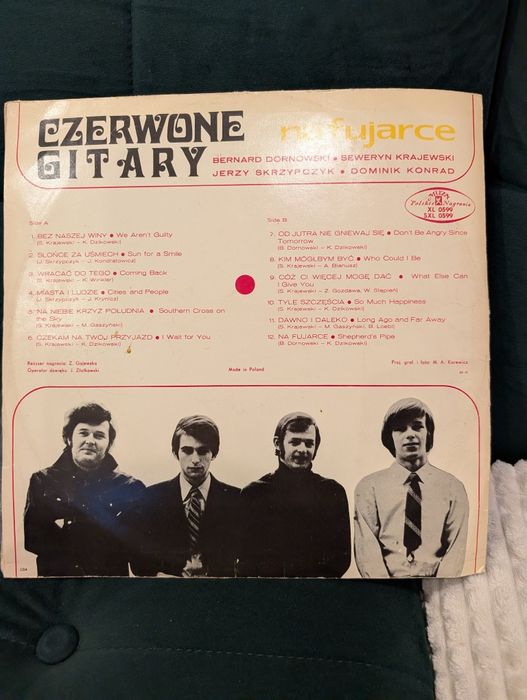 CZERWONE
GITARY
na fujarce
BERNARD DORNOWSKI • SEWERYN KRAJEWSKI
JERZY SKRZYPCZYK • DOMINIK KONRAD
MUZA
Polskie Nagrania
XL 0599
SXL 0599
Side A
1. BEZ NASZEJ WINY • We Aren't Guilty
(S. Krajewski – K. Dzikowski)
2. SŁOŃCE ZA UŚMIECH • Sun for a Smile
(J. Skrzypczyk – J. Kondratowicz)
3. WRACAĆ DO TEGO • Coming Back
(S. Krajewski – K. Winkler)
4. MIASTA I LUDZIE • Cities and People
(J. Skrzypczyk – J. Krynicz)
5. NA NIEBIE KRZYŻ POŁUDNIA • Southern Cross on
the Sky
(S. Krajewski – M. Gaszyński)
6. CZEKAM NA TWÓJ PRZYJAZD • I Wait for You
(S. Krajewski – K. Dzikowski)
Side B
7. OD JUTRA NIE GNIEWAJ SIĘ • Don't Be Angry Since
Tomorrow
(B. Dornowski – K. Dzikowski)
8. KIM MÓGŁBYM BYĆ • Who Could I Be
(S. Krajewski – A. Bianusz)
9. CÓŻ CI WIĘCEJ MOGĘ DAĆ • What Else Can
I Give You
(S. Krajewski – Z. Gozdawa, W. Stępień)
10. TYLE SZCZĘŚCIA • So Much Happiness
(S. Krajewski – K. Dzikowski)
11. DAWNO I DALEKO • Long Ago and Far Away
(S. Krajewski – M. Gaszyński, B. Loebl)
12. NA FUJARCE • Shepherd's Pipe
(B. Dornowski – K. Dzikowski)
Reżyser nagrania: Z. Gajewska
Operator dźwięku: J. Złotkowski
Made in Poland
Proj. graf. i foto: M. A. Karewicz